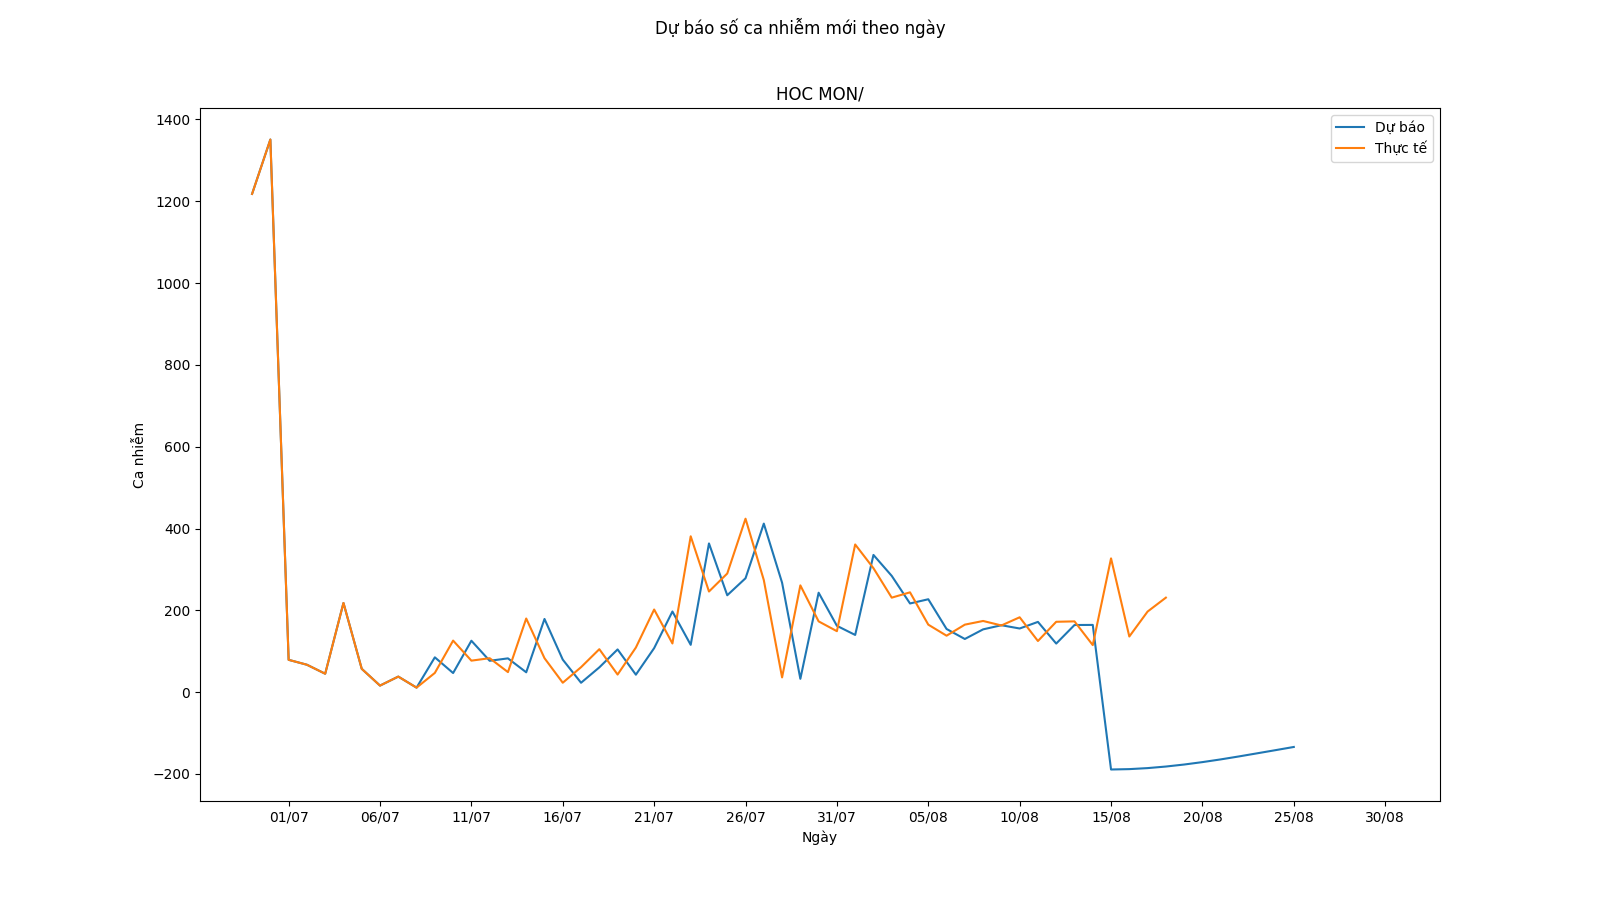 Dự báo số ca nhiễm mới theo ngày
HOC MON/
Dự báo
Thực tế
Ca nhiễm
1400
1200
1000
800
600
400
200
0
−200
01/07 06/07 11/07 16/07 21/07 26/07 31/07 05/08 10/08 15/08 20/08 25/08 30/08
Ngày